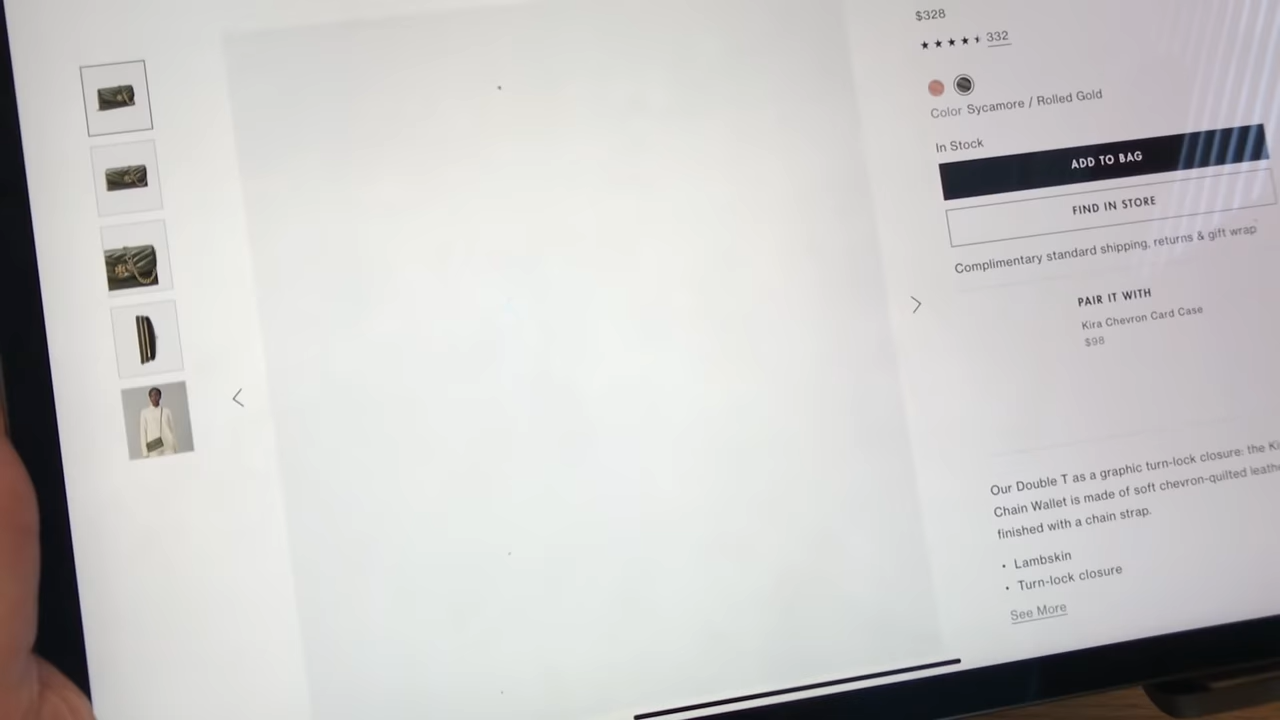 $328
332
Color Sycamore / Rolled Gold
In Stock
ADD TO BAG
FIND IN STORE
Complimentary standard shipping, returns & gift wrap
PAIR IT WITH
Kira Chevron Card Case
$98
Our Double T as a graphic turn-lock closure: the
Chain Wallet is made of soft chevron-quilted
finished with a chain strap.
• Lambskin
• Turn-lock closure
See More